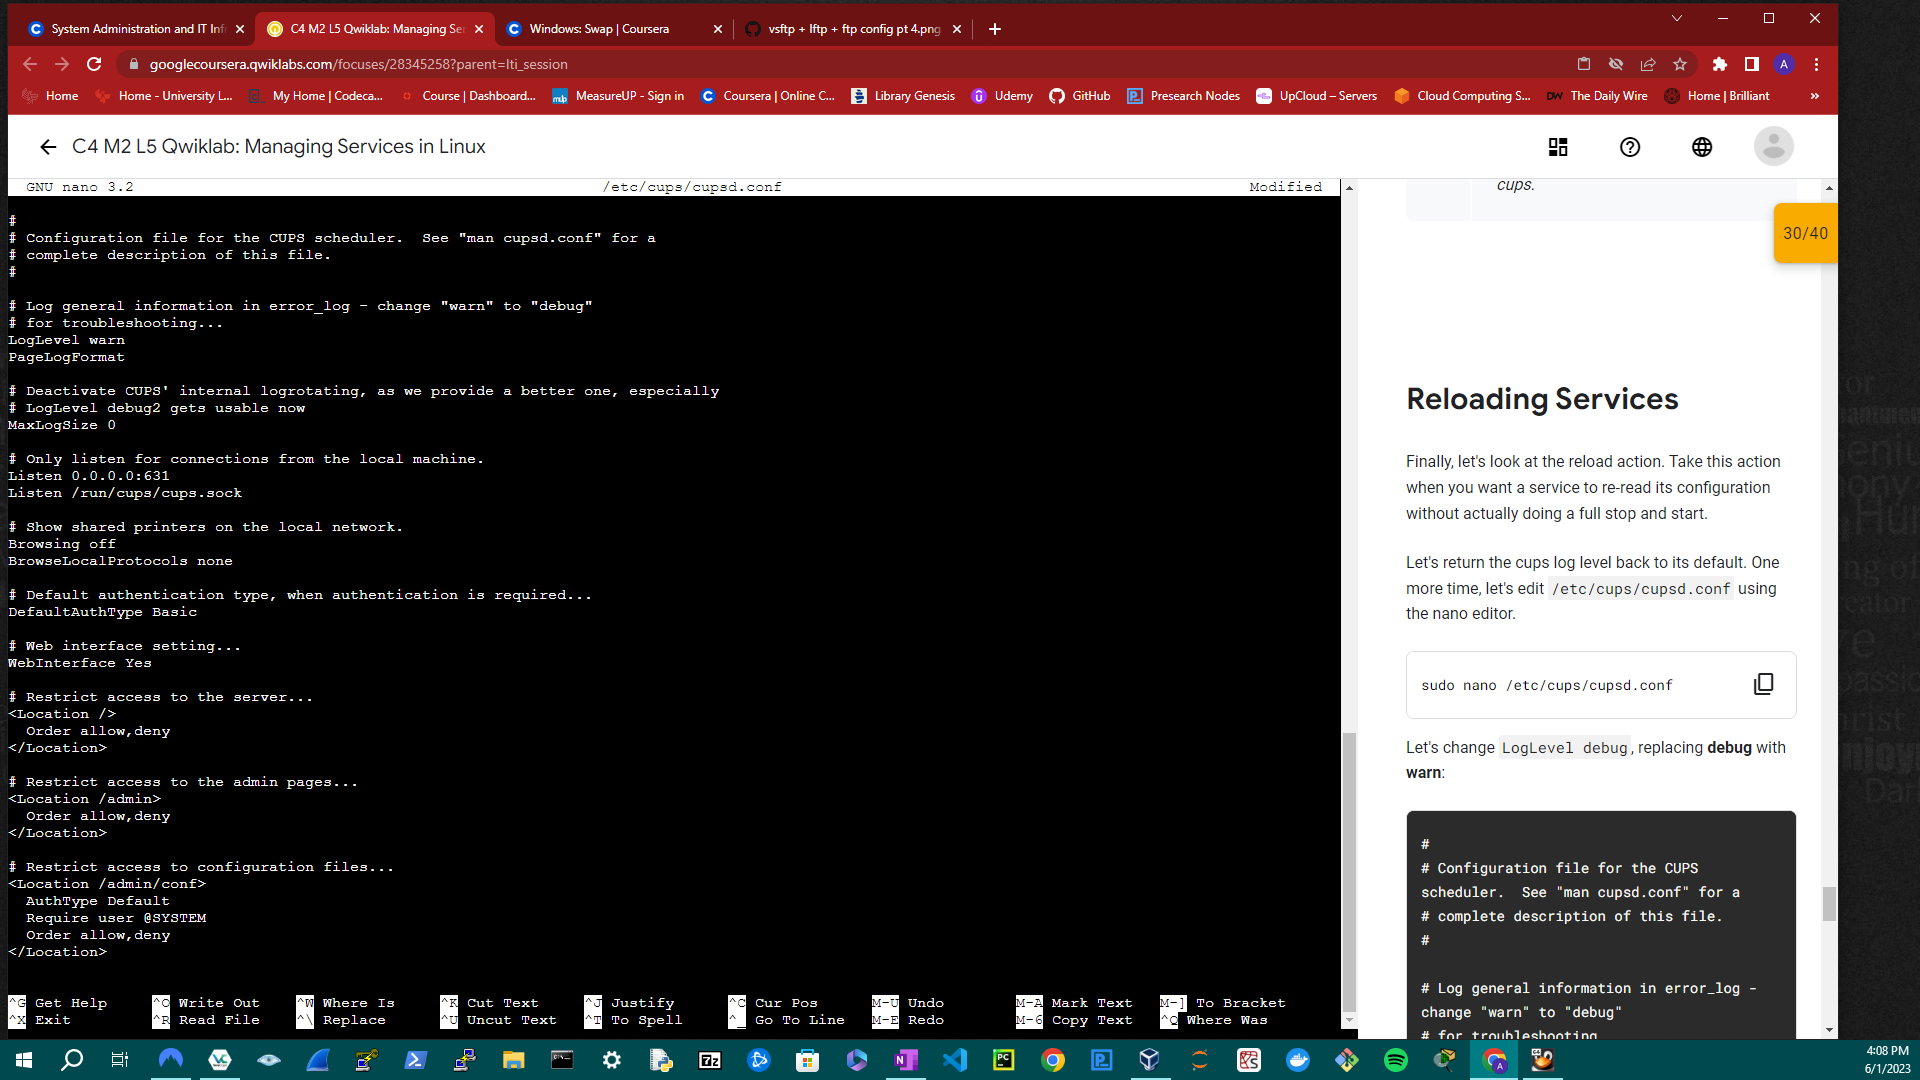 System Administration and IT Inf
C4 M2 L5 Qwiklab: Managing Ser
Windows: Swap | Coursera
vsftp + lftp + ftp config pt 4.png
googlecoursera.qwiklabs.com/focuses/28345258?parent=lti_session
A
Home
Home - University L...
My Home | Codeca...
Course | Dashboard...
MeasureUP - Sign in
Coursera | Online C...
Library Genesis
Udemy
GitHub
Presearch Nodes
UpCloud – Servers
Cloud Computing S...
The Daily Wire
Home | Brilliant
»
C4 M2 L5 Qwiklab: Managing Services in Linux
GNU nano 3.2 /etc/cups/cupsd.conf Modified
#
# Configuration file for the CUPS scheduler.  See "man cupsd.conf" for a
# complete description of this file.
#
# Log general information in error_log - change "warn" to "debug"
# for troubleshooting...
LogLevel warn
PageLogFormat
# Deactivate CUPS' internal logrotating, as we provide a better one, especially
# LogLevel debug2 gets usable now
MaxLogSize 0
# Only listen for connections from the local machine.
Listen 0.0.0.0:631
Listen /run/cups/cups.sock
# Show shared printers on the local network.
Browsing off
BrowseLocalProtocols none
# Default authentication type, when authentication is required...
DefaultAuthType Basic
# Web interface setting...
WebInterface Yes
# Restrict access to the server...
<Location />
  Order allow,deny
</Location>
# Restrict access to the admin pages...
<Location /admin>
  Order allow,deny
</Location>
# Restrict access to configuration files...
<Location /admin/conf>
  AuthType Default
  Require user @SYSTEM
  Order allow,deny
</Location>
^G Get Help ^O Write Out ^W Where Is ^K Cut Text ^J Justify ^C Cur Pos M-U Undo M-A Mark Text M-] To Bracket
^X Exit ^R Read File ^\ Replace ^U Uncut Text ^T To Spell ^_ Go To Line M-E Redo M-6 Copy Text ^Q Where Was
cups.
30/40
Reloading Services
Finally, let's look at the reload action. Take this action
when you want a service to re-read its configuration
without actually doing a full stop and start.
Let's return the cups log level back to its default. One
more time, let's edit /etc/cups/cupsd.conf using
the nano editor.
sudo nano /etc/cups/cupsd.conf
Let's change LogLevel debug, replacing debug with
warn:
#
# Configuration file for the CUPS
scheduler.  See "man cupsd.conf" for a
# complete description of this file.
#
# Log general information in error_log -
change "warn" to "debug"
# for troubleshooting
4:08 PM
6/1/2023